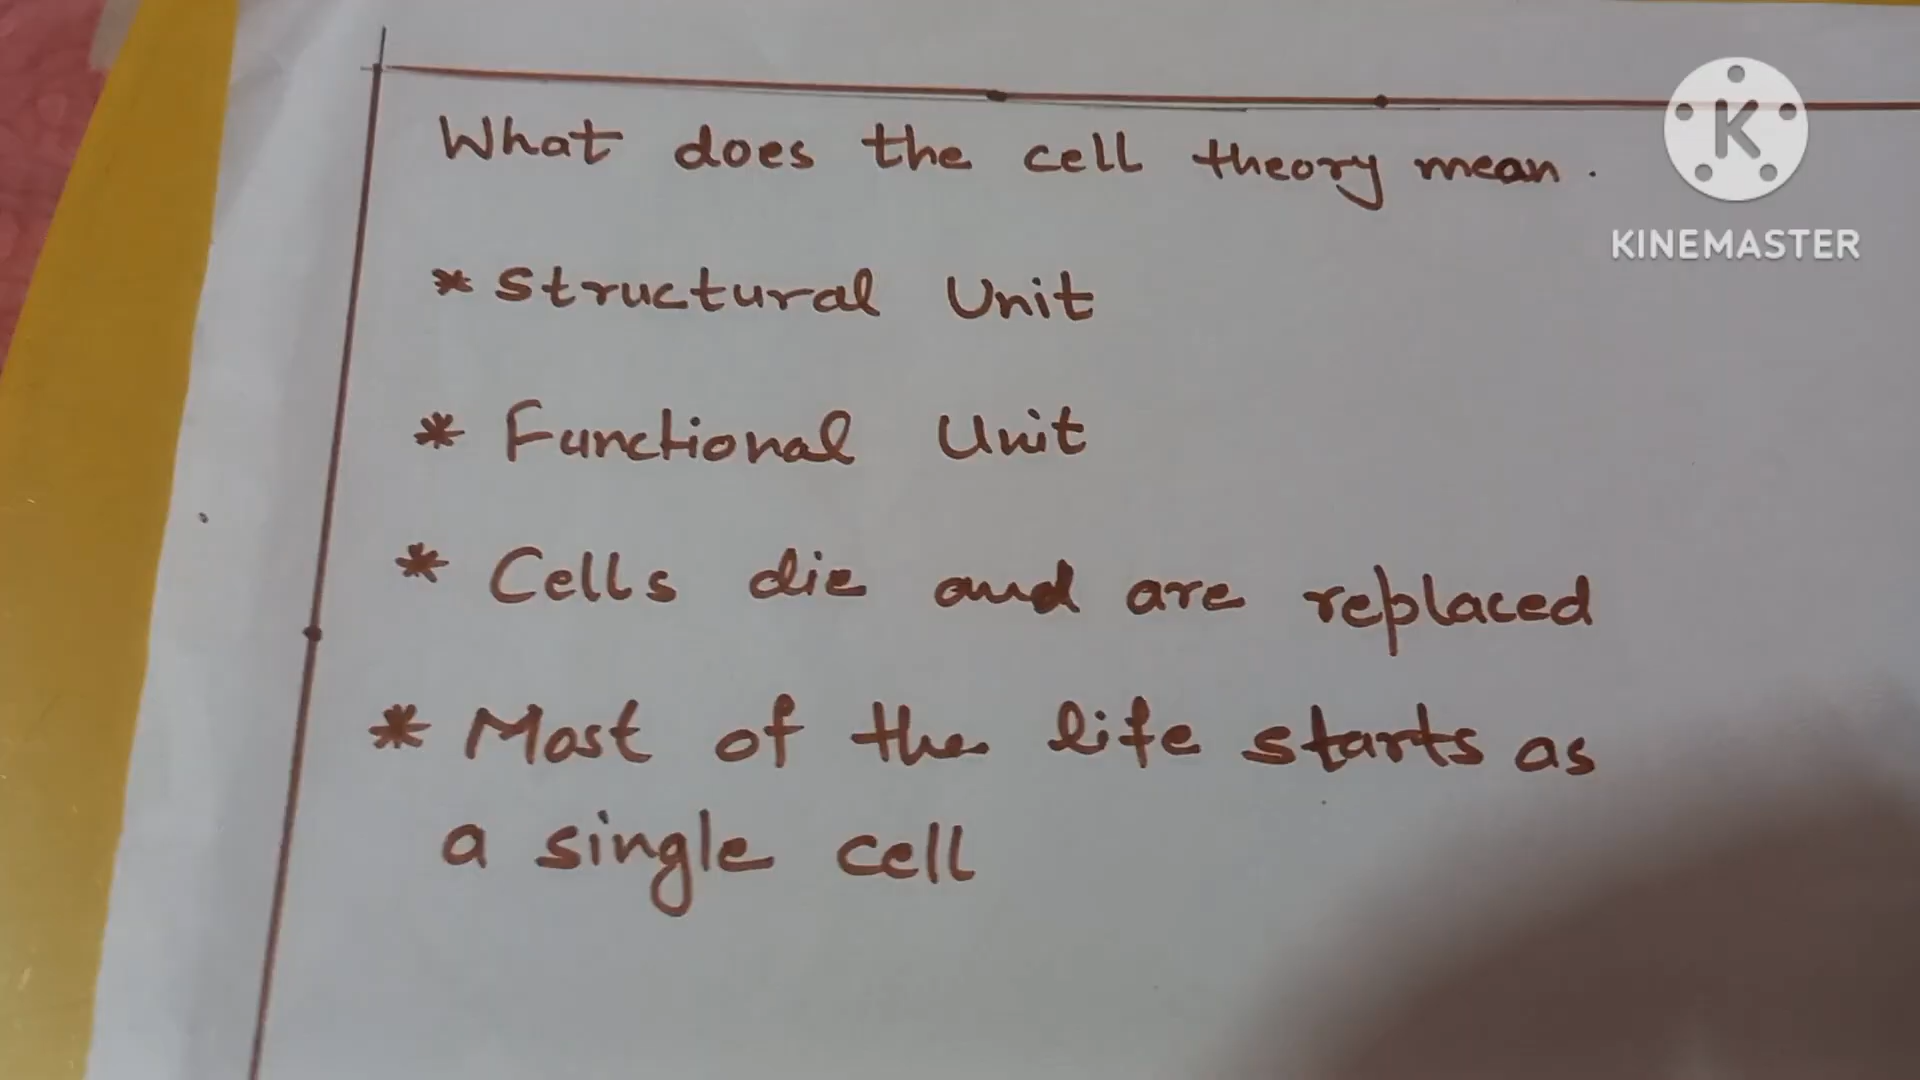 What does the cell theory mean.
* Structural Unit
* Functional Unit
* Cells die and are replaced
* Most of the life starts as
a single cell
K
KINEMASTER